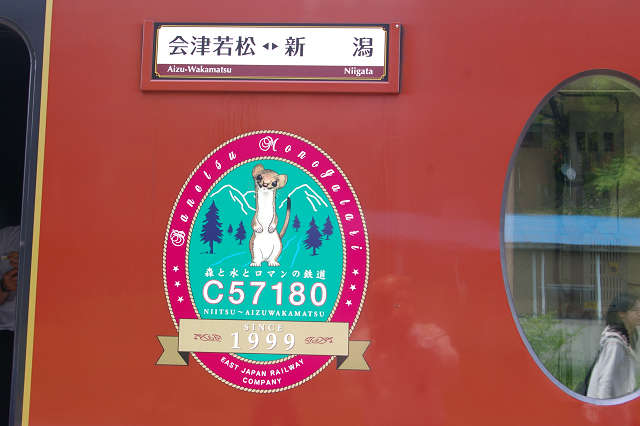 会津若松 ◂▸ 新 潟
Aizu-Wakamatsu Niigata
Banetsu Monogatari
森と水とロマンの鉄道
C57180
NIITSU～AIZUWAKAMATSU
SINCE
1999
EAST JAPAN RAILWAY
COMPANY